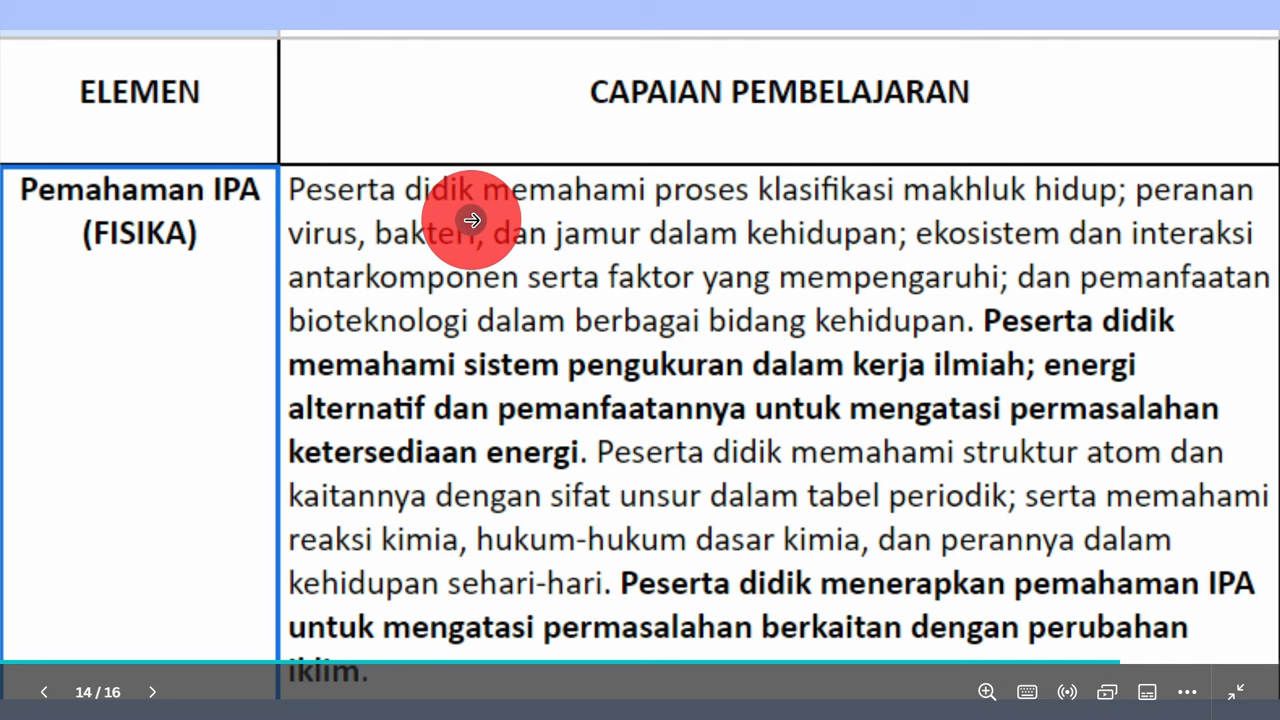 ELEMEN
CAPAIAN PEMBELAJARAN
Pemahaman IPA
(FISIKA)
Peserta didik memahami proses klasifikasi makhluk hidup; peranan
virus, bakteri, dan jamur dalam kehidupan; ekosistem dan interaksi
antarkomponen serta faktor yang mempengaruhi; dan pemanfaatan
bioteknologi dalam berbagai bidang kehidupan. Peserta didik
memahami sistem pengukuran dalam kerja ilmiah; energi
alternatif dan pemanfaatannya untuk mengatasi permasalahan
ketersediaan energi. Peserta didik memahami struktur atom dan
kaitannya dengan sifat unsur dalam tabel periodik; serta memahami
reaksi kimia, hukum-hukum dasar kimia, dan perannya dalam
kehidupan sehari-hari. Peserta didik menerapkan pemahaman IPA
untuk mengatasi permasalahan berkaitan dengan perubahan
iklim.
14 / 16